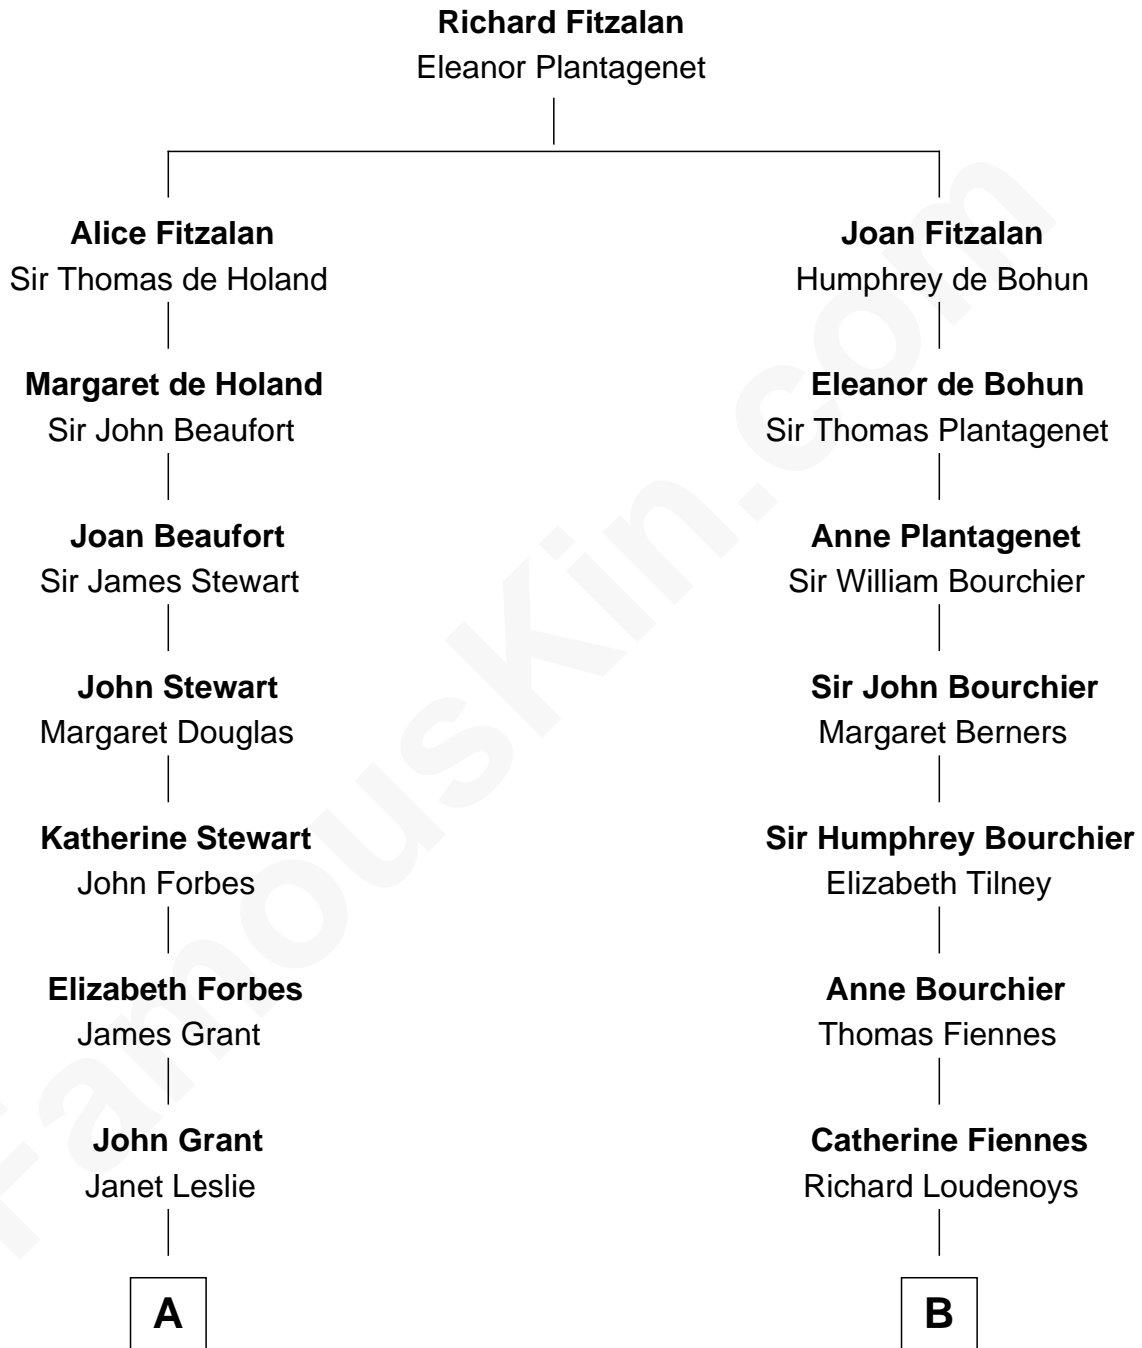 Richard Fitzalan
Eleanor Plantagenet
Alice Fitzalan
Sir Thomas de Holand
Margaret de Holand
Sir John Beaufort
Joan Beaufort
Sir James Stewart
John Stewart
Margaret Douglas
Katherine Stewart
John Forbes
Elizabeth Forbes
James Grant
John Grant
Janet Leslie
A
Joan Fitzalan
Humphrey de Bohun
Eleanor de Bohun
Sir Thomas Plantagenet
Anne Plantagenet
Sir William Bourchier
Sir John Bourchier
Margaret Berners
Sir Humphrey Bourchier
Elizabeth Tilney
Anne Bourchier
Thomas Fiennes
Catherine Fiennes
Richard Loudenoys
B
FamousKin.com